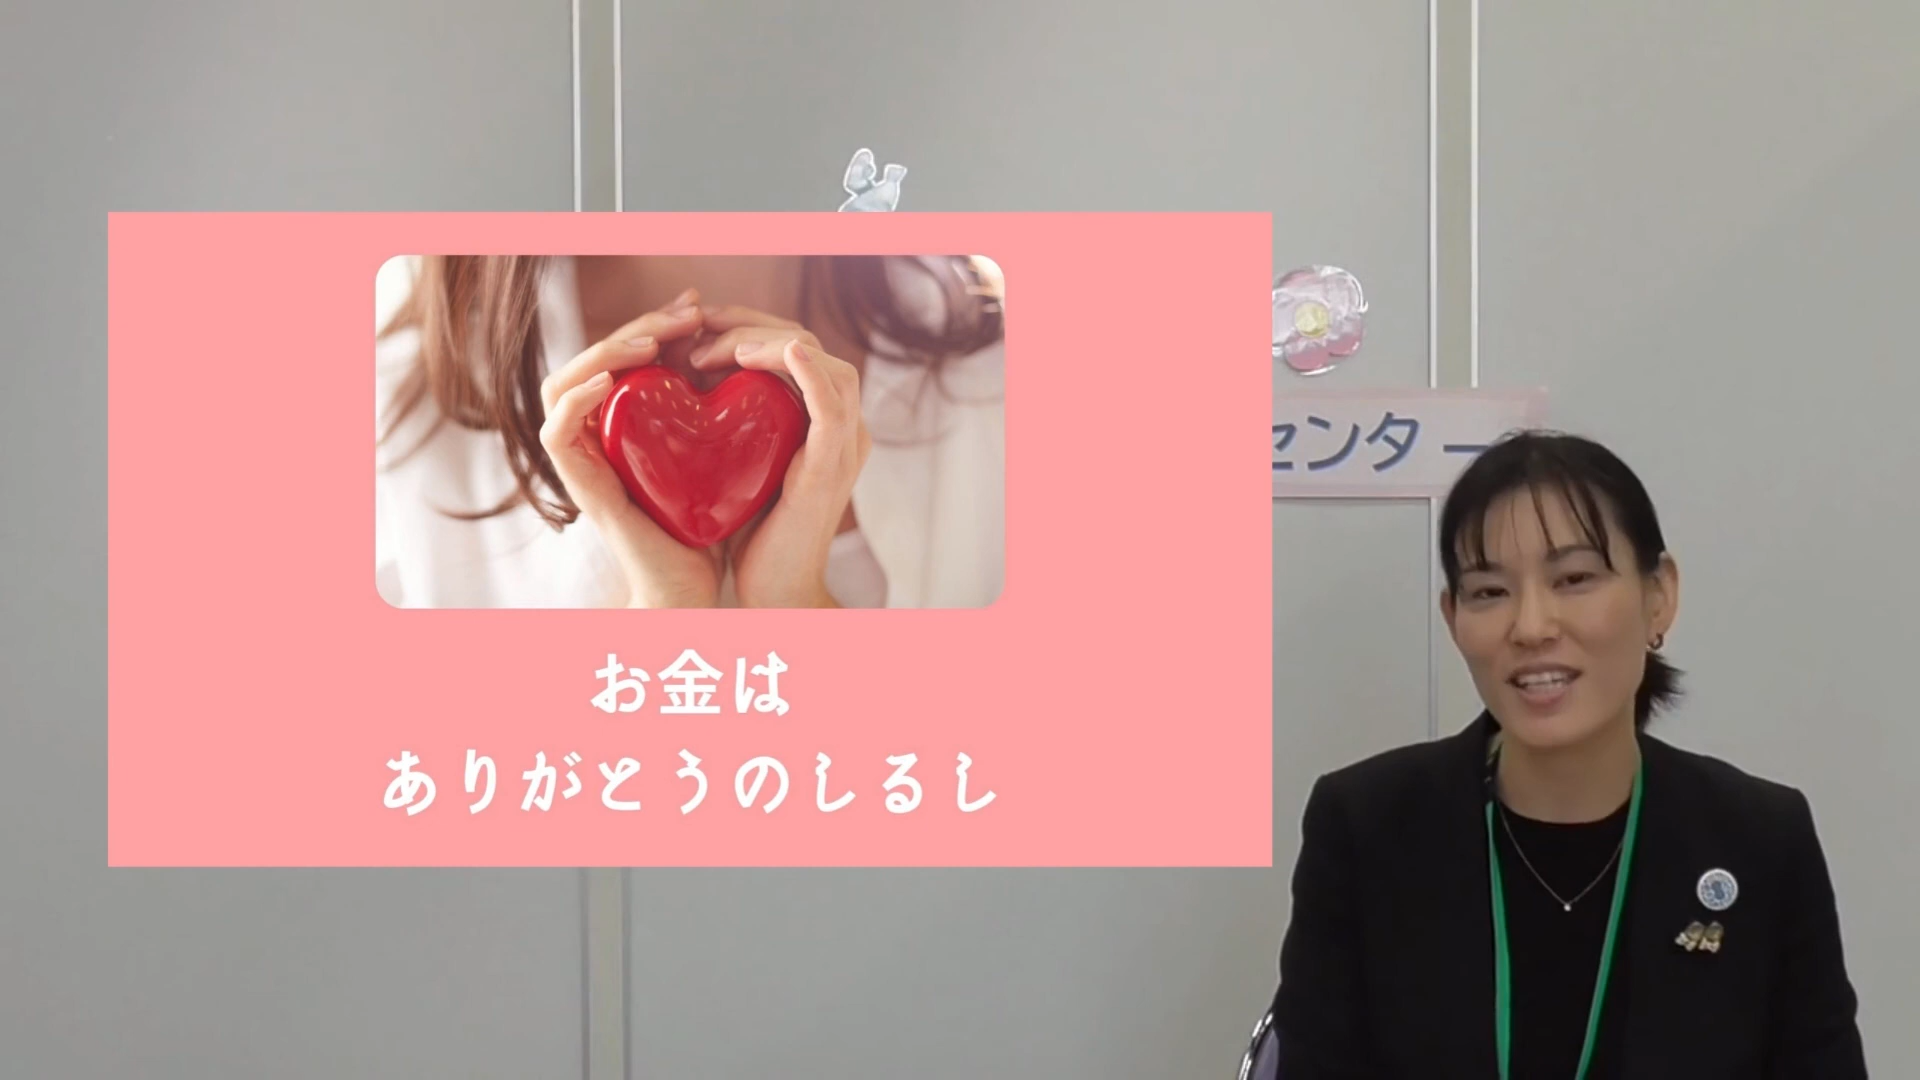 お金は
ありがとうのしるし
センター